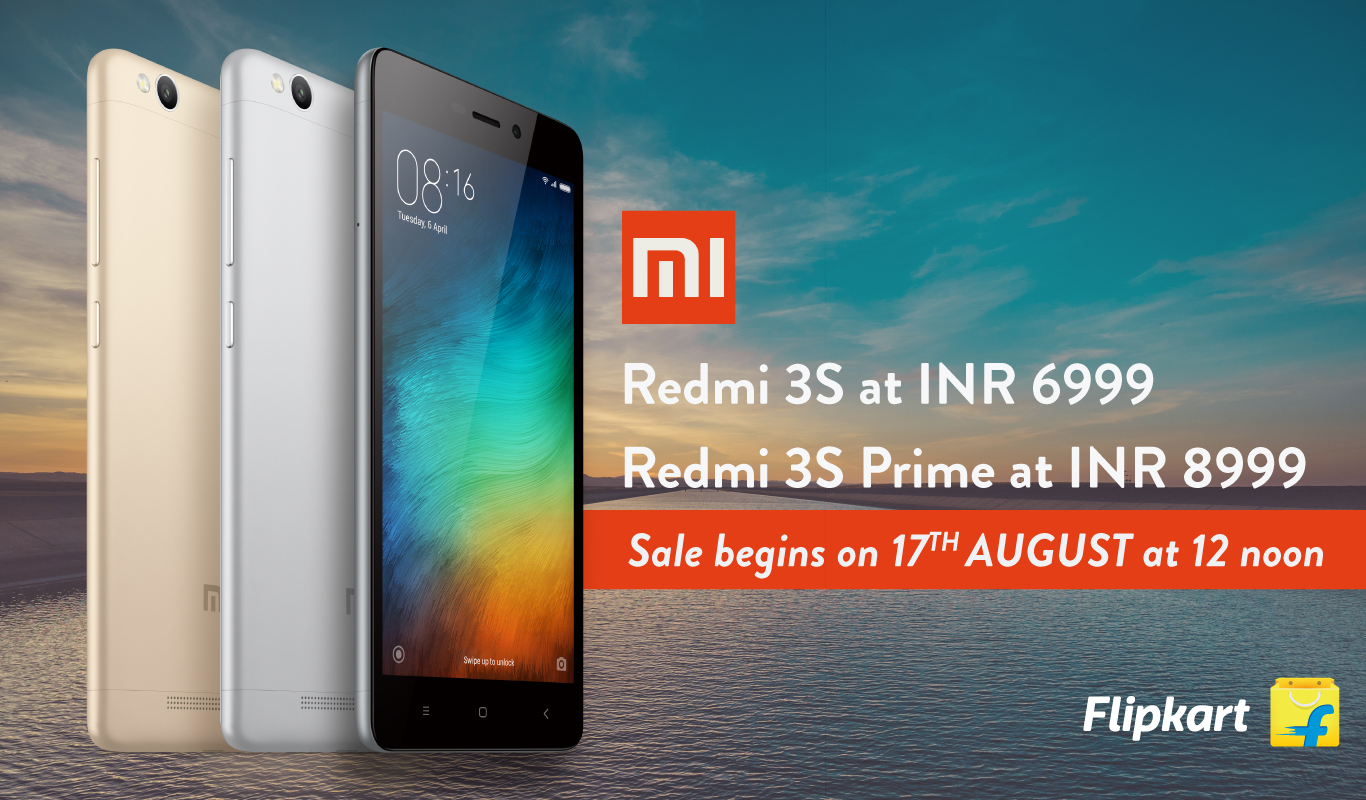 08:16
Tuesday, 6 April
Swipe up to unlock
mi
mi
Redmi 3S at INR 6999
Redmi 3S Prime at INR 8999
Sale begins on 17TH AUGUST at 12 noon
Flipkart
f